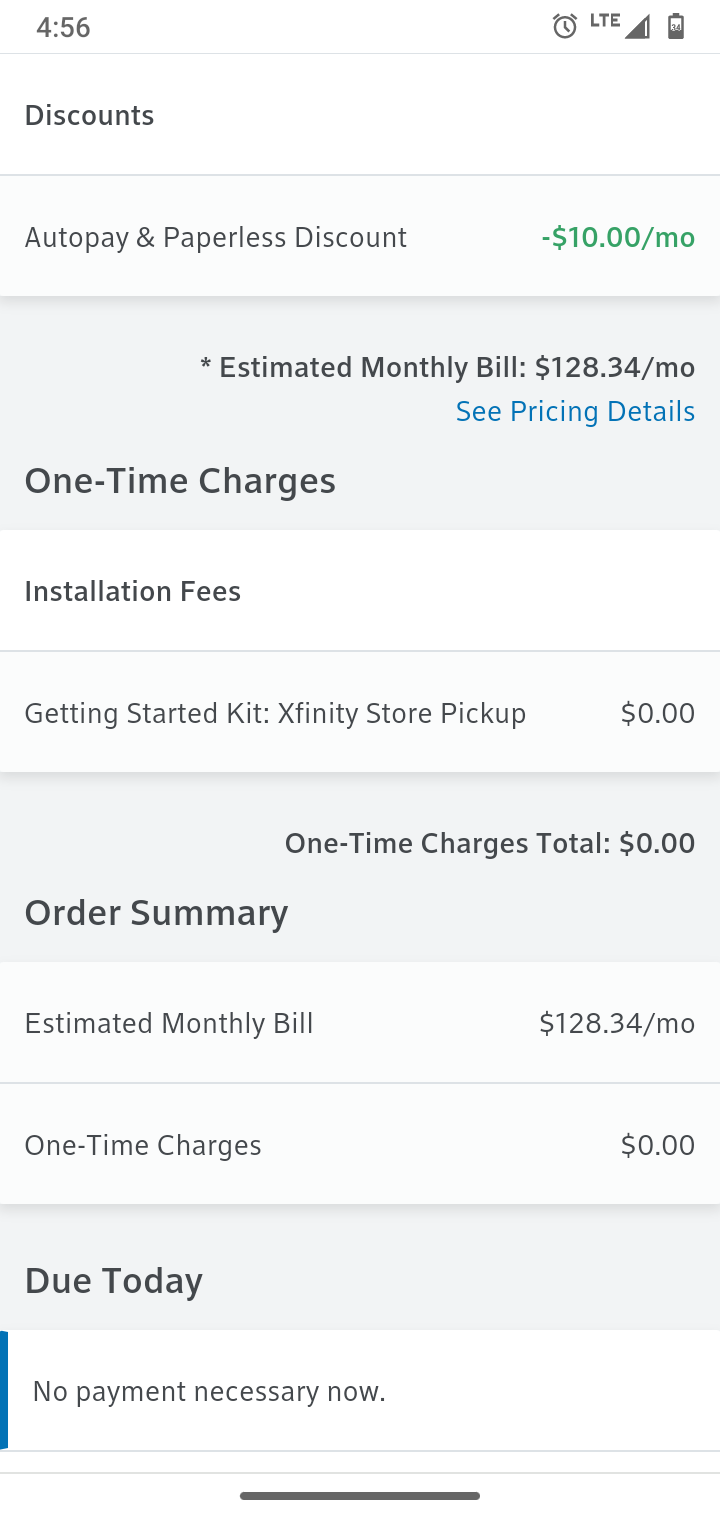 4:56
LTE
34
Discounts
Autopay & Paperless Discount -$10.00/mo
* Estimated Monthly Bill: $128.34/mo
See Pricing Details
One-Time Charges
Installation Fees
Getting Started Kit: Xfinity Store Pickup $0.00
One-Time Charges Total: $0.00
Order Summary
Estimated Monthly Bill $128.34/mo
One-Time Charges $0.00
Due Today
No payment necessary now.